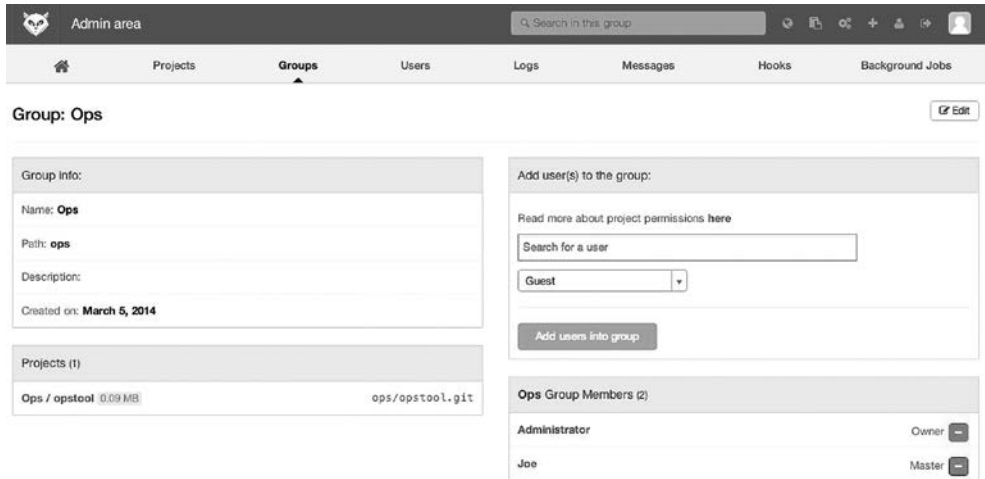 Admin area
Search in this group
Projects Groups Users Logs Messages Hooks Background Jobs
Group: Ops
Edit
Group info:
Name: Ops
Path: ops
Description:
Created on: March 5, 2014
Projects (1)
Ops / opstool 0.09 MB ops/opstool.git
Add user(s) to the group:
Read more about project permissions here
Search for a user
Guest
Add users into group
Ops Group Members (2)
Administrator Owner
Joe Master